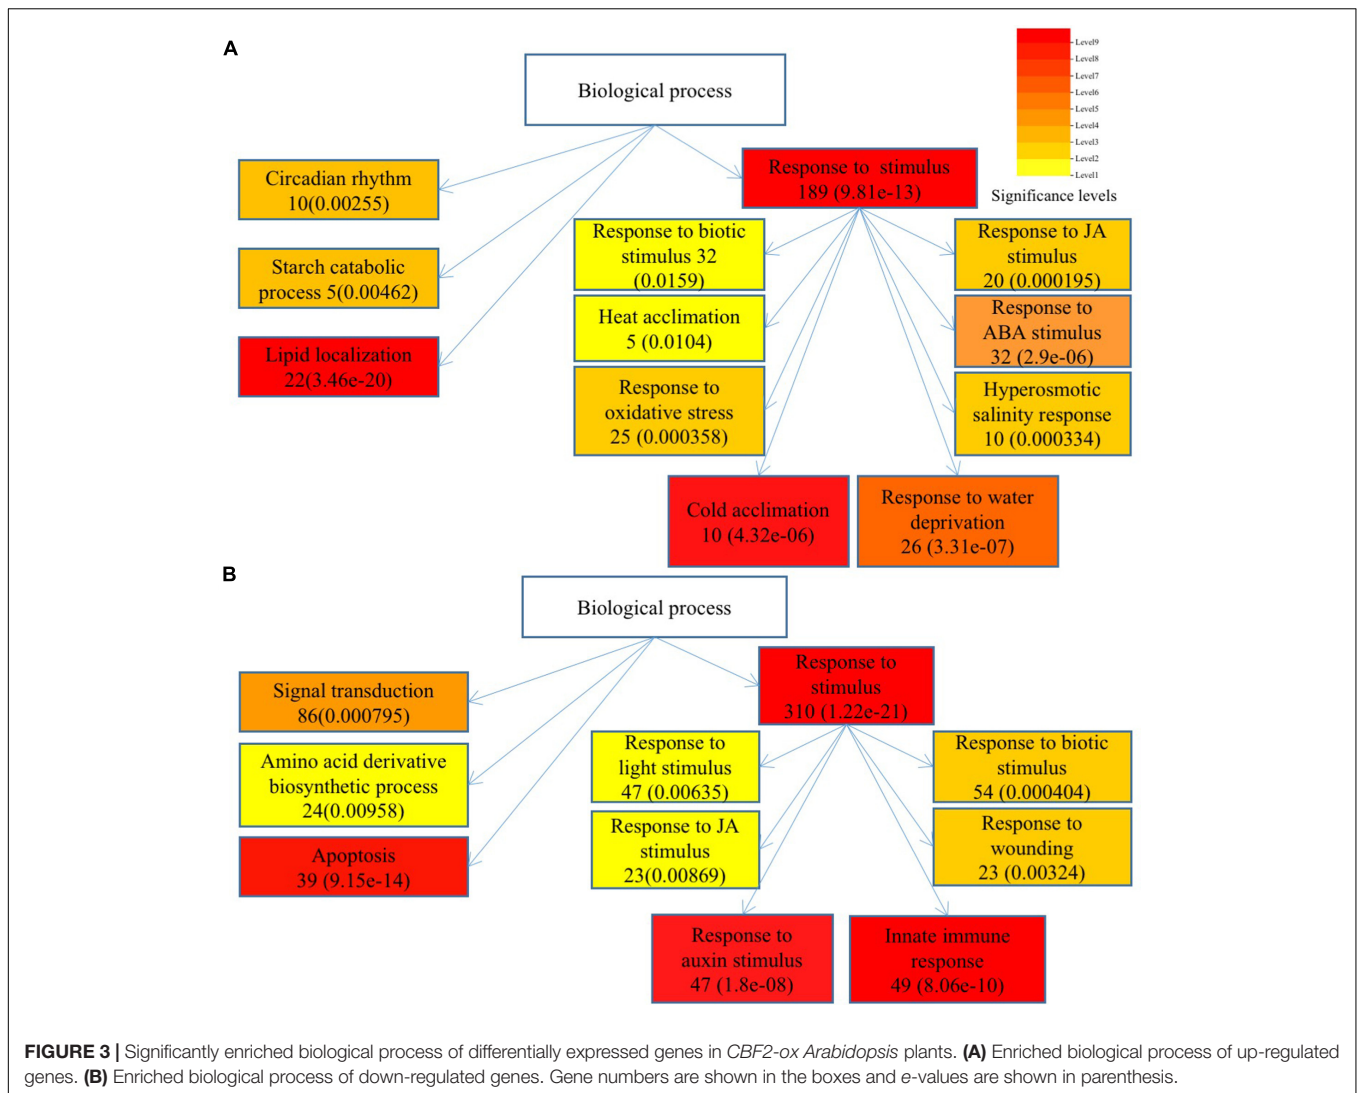 A
Biological process
Level9
Level8
Level7
Level6
Level5
Level4
Level3
Level2
Level1
Significance levels
Circadian rhythm
10(0.00255)
Starch catabolic
process 5(0.00462)
Lipid localization
22(3.46e-20)
Response to stimulus
189 (9.81e-13)
Response to biotic
stimulus 32
(0.0159)
Heat acclimation
5 (0.0104)
Response to
oxidative stress
25 (0.000358)
Response to JA
stimulus
20 (0.000195)
Response to
ABA stimulus
32 (2.9e-06)
Hyperosmotic
salinity response
10 (0.000334)
Cold acclimation
10 (4.32e-06)
Response to water
deprivation
26 (3.31e-07)
B
Biological process
Signal transduction
86(0.000795)
Amino acid derivative
biosynthetic process
24(0.00958)
Apoptosis
39 (9.15e-14)
Response to
stimulus
310 (1.22e-21)
Response to
light stimulus
47 (0.00635)
Response to JA
stimulus
23(0.00869)
Response to biotic
stimulus
54 (0.000404)
Response to
wounding
23 (0.00324)
Response to
auxin stimulus
47 (1.8e-08)
Innate immune
response
49 (8.06e-10)
FIGURE 3 | Significantly enriched biological process of differentially expressed genes in CBF2-ox Arabidopsis plants. (A) Enriched biological process of up-regulated
genes. (B) Enriched biological process of down-regulated genes. Gene numbers are shown in the boxes and e-values are shown in parenthesis.